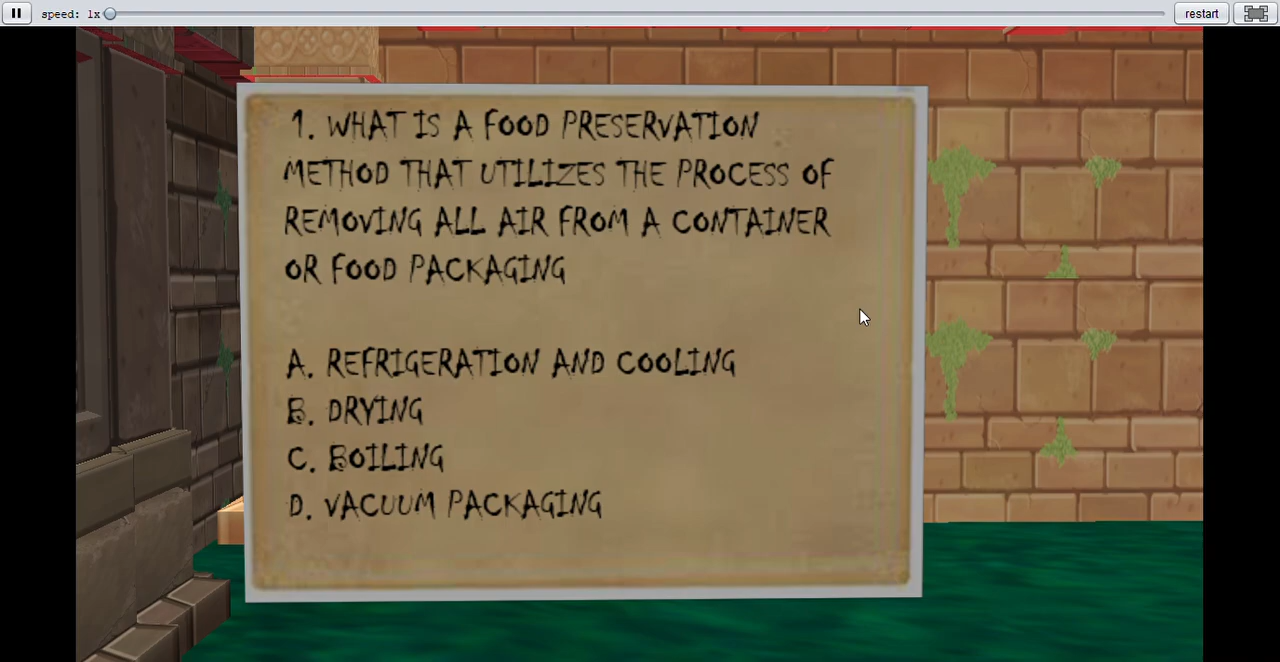 speed: 1x
restart
1. WHAT IS A FOOD PRESERVATION
METHOD THAT UTILIZES THE PROCESS OF
REMOVING ALL AIR FROM A CONTAINER
OR FOOD PACKAGING
A. REFRIGERATION AND COOLING
B. DRYING
C. BOILING
D. VACUUM PACKAGING